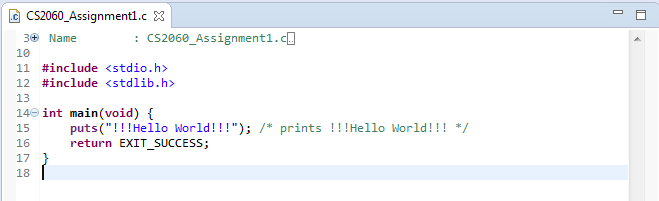 CS2060_Assignment1.c
3 Name : CS2060_Assignment1.c
10
11 #include <stdio.h>
12 #include <stdlib.h>
13
14 int main(void) {
15 puts("!!!Hello World!!!"); /* prints !!!Hello World!!! */
16 return EXIT_SUCCESS;
17 }
18